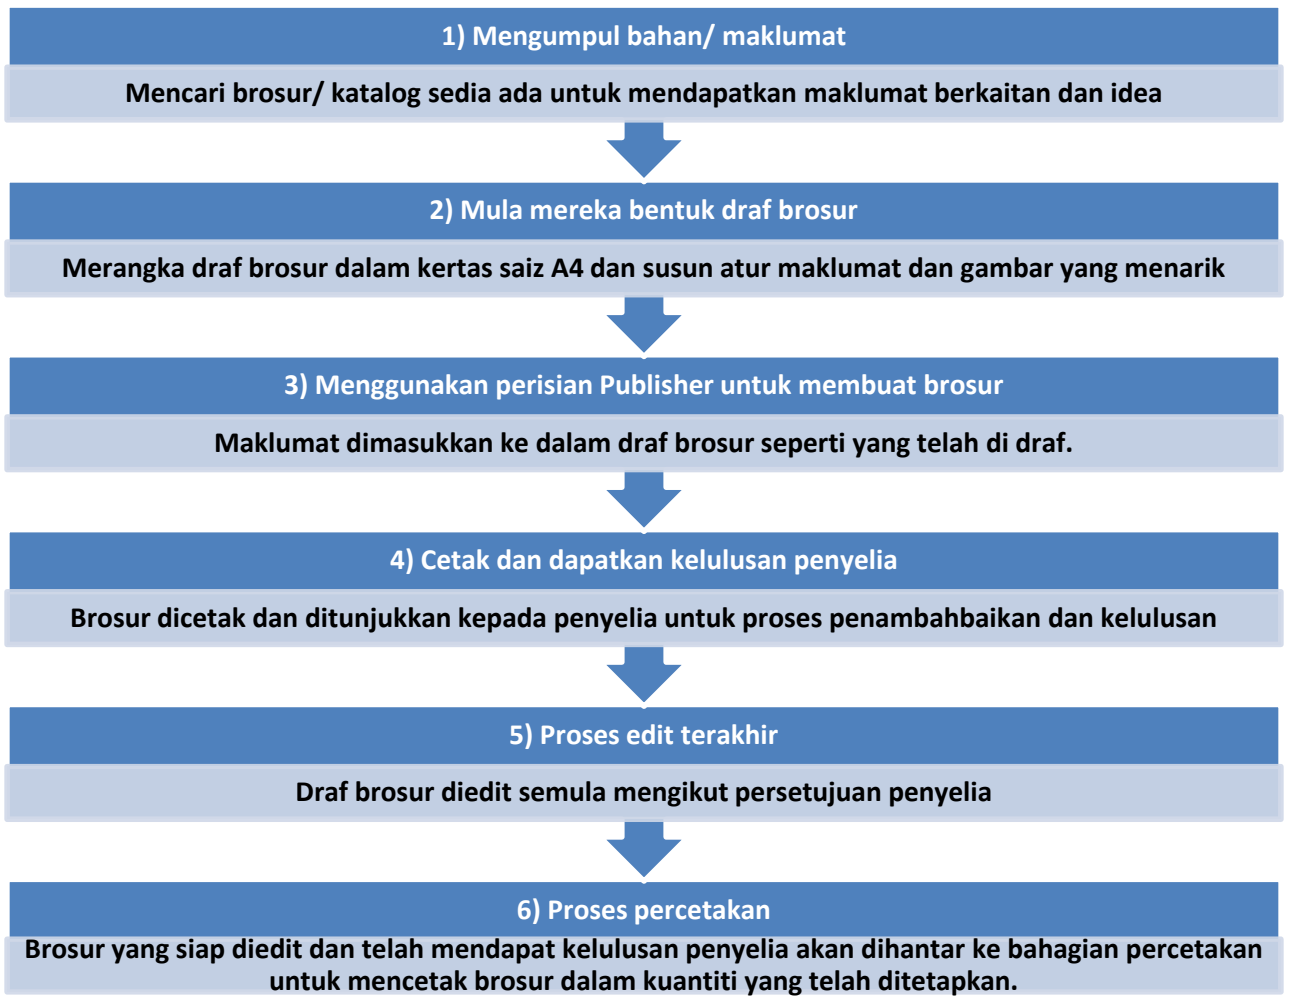 1) Mengumpul bahan/ maklumat
Mencari brosur/ katalog sedia ada untuk mendapatkan maklumat berkaitan dan idea
2) Mula mereka bentuk draf brosur
Merangka draf brosur dalam kertas saiz A4 dan susun atur maklumat dan gambar yang menarik
3) Menggunakan perisian Publisher untuk membuat brosur
Maklumat dimasukkan ke dalam draf brosur seperti yang telah di draf.
4) Cetak dan dapatkan kelulusan penyelia
Brosur dicetak dan ditunjukkan kepada penyelia untuk proses penambahbaikan dan kelulusan
5) Proses edit terakhir
Draf brosur diedit semula mengikut persetujuan penyelia
6) Proses percetakan
Brosur yang siap diedit dan telah mendapat kelulusan penyelia akan dihantar ke bahagian percetakan
untuk mencetak brosur dalam kuantiti yang telah ditetapkan.